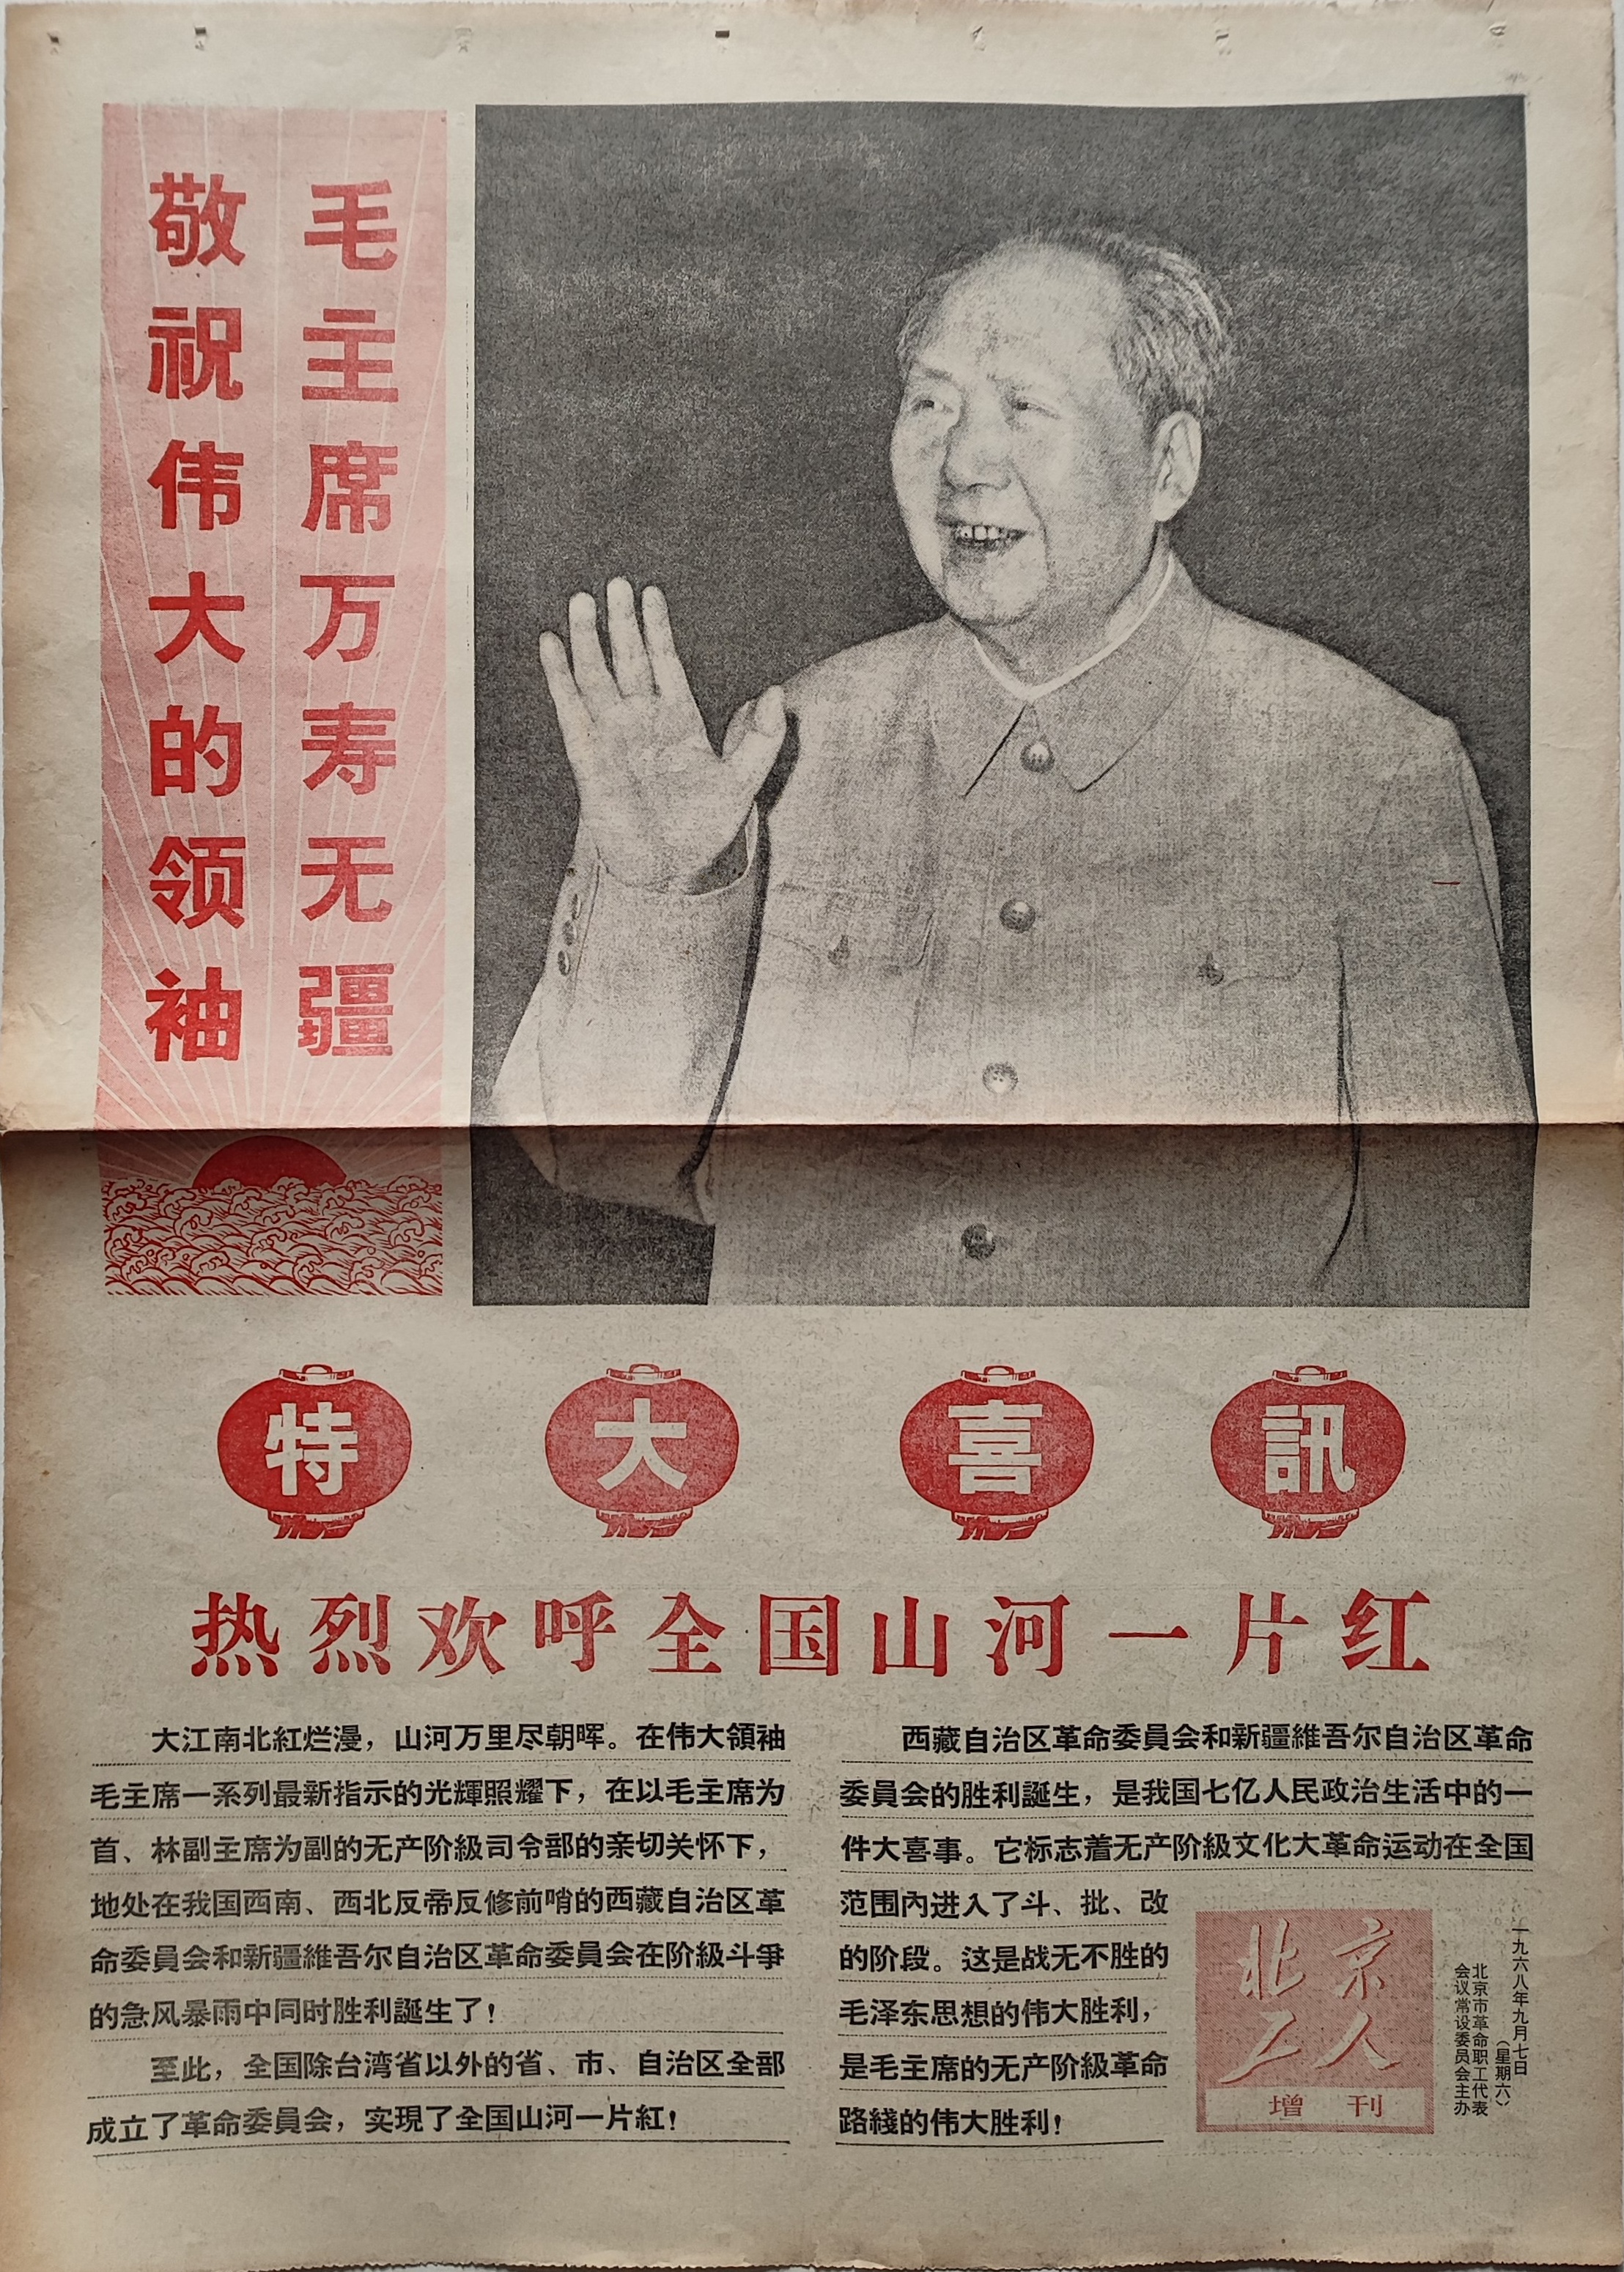 敬祝伟大的领袖
毛主席万寿无疆
特大喜訊
热烈欢呼全国山河一片红
大江南北紅烂漫，山河万里尽朝晖。在伟大領袖
毛主席一系列最新指示的光輝照耀下，在以毛主席为
首、林副主席为副的无产阶級司令部的亲切关怀下，
地处在我国西南、西北反帝反修前哨的西藏自治区革
命委員会和新疆維吾尔自治区革命委員会在阶級斗爭
的急风暴雨中同时胜利誕生了！
至此，全国除台湾省以外的省、市、自治区全部
成立了革命委員会，实現了全国山河一片紅！
西藏自治区革命委員会和新疆維吾尔自治区革命
委員会的胜利誕生，是我国七亿人民政治生活中的一
件大喜事。它标志着无产阶級文化大革命运动在全国
范围內进入了斗、批、改
的阶段。这是战无不胜的
毛泽东思想的伟大胜利，
是毛主席的无产阶級革命
路綫的伟大胜利！
北京
工人
增刊
一九六八年九月七日
（星期六）
北京市革命职工代表
会议常设委员会主办